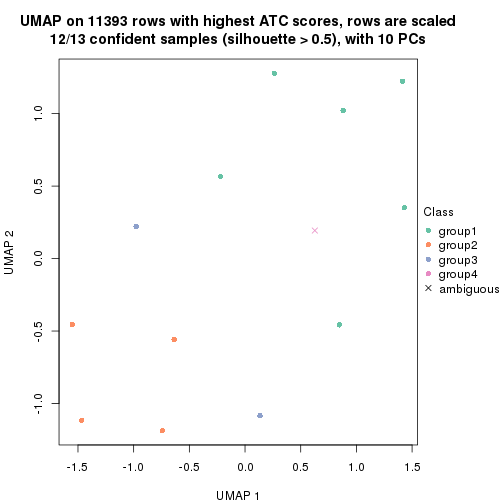 UMAP on 11393 rows with highest ATC scores, rows are scaled
12/13 confident samples (silhouette > 0.5), with 10 PCs
1.0
0.5
0.0
-0.5
-1.0
UMAP 2
-1.5 -1.0 -0.5 0.0 0.5 1.0 1.5
UMAP 1
Class
group1
group2
group3
group4
ambiguous